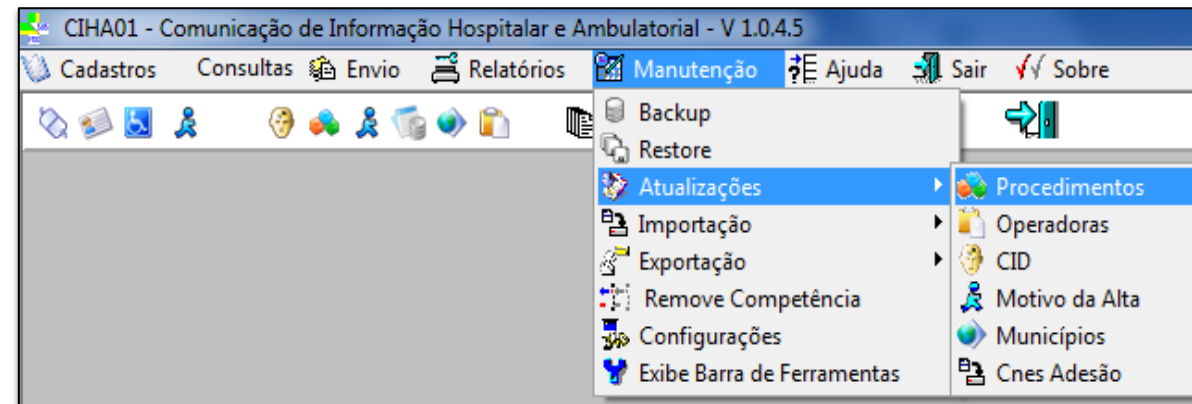 CIHA01 - Comunicação de Informação Hospitalar e Ambulatorial - V 1.0.4.5
Cadastros Consultas Envio Relatórios Manutenção Ajuda Sair Sobre
Backup
Restore
Atualizações Procedimentos
Importação Operadoras
Exportação CID
Remove Competência Motivo da Alta
Configurações Municípios
Exibe Barra de Ferramentas Cnes Adesão